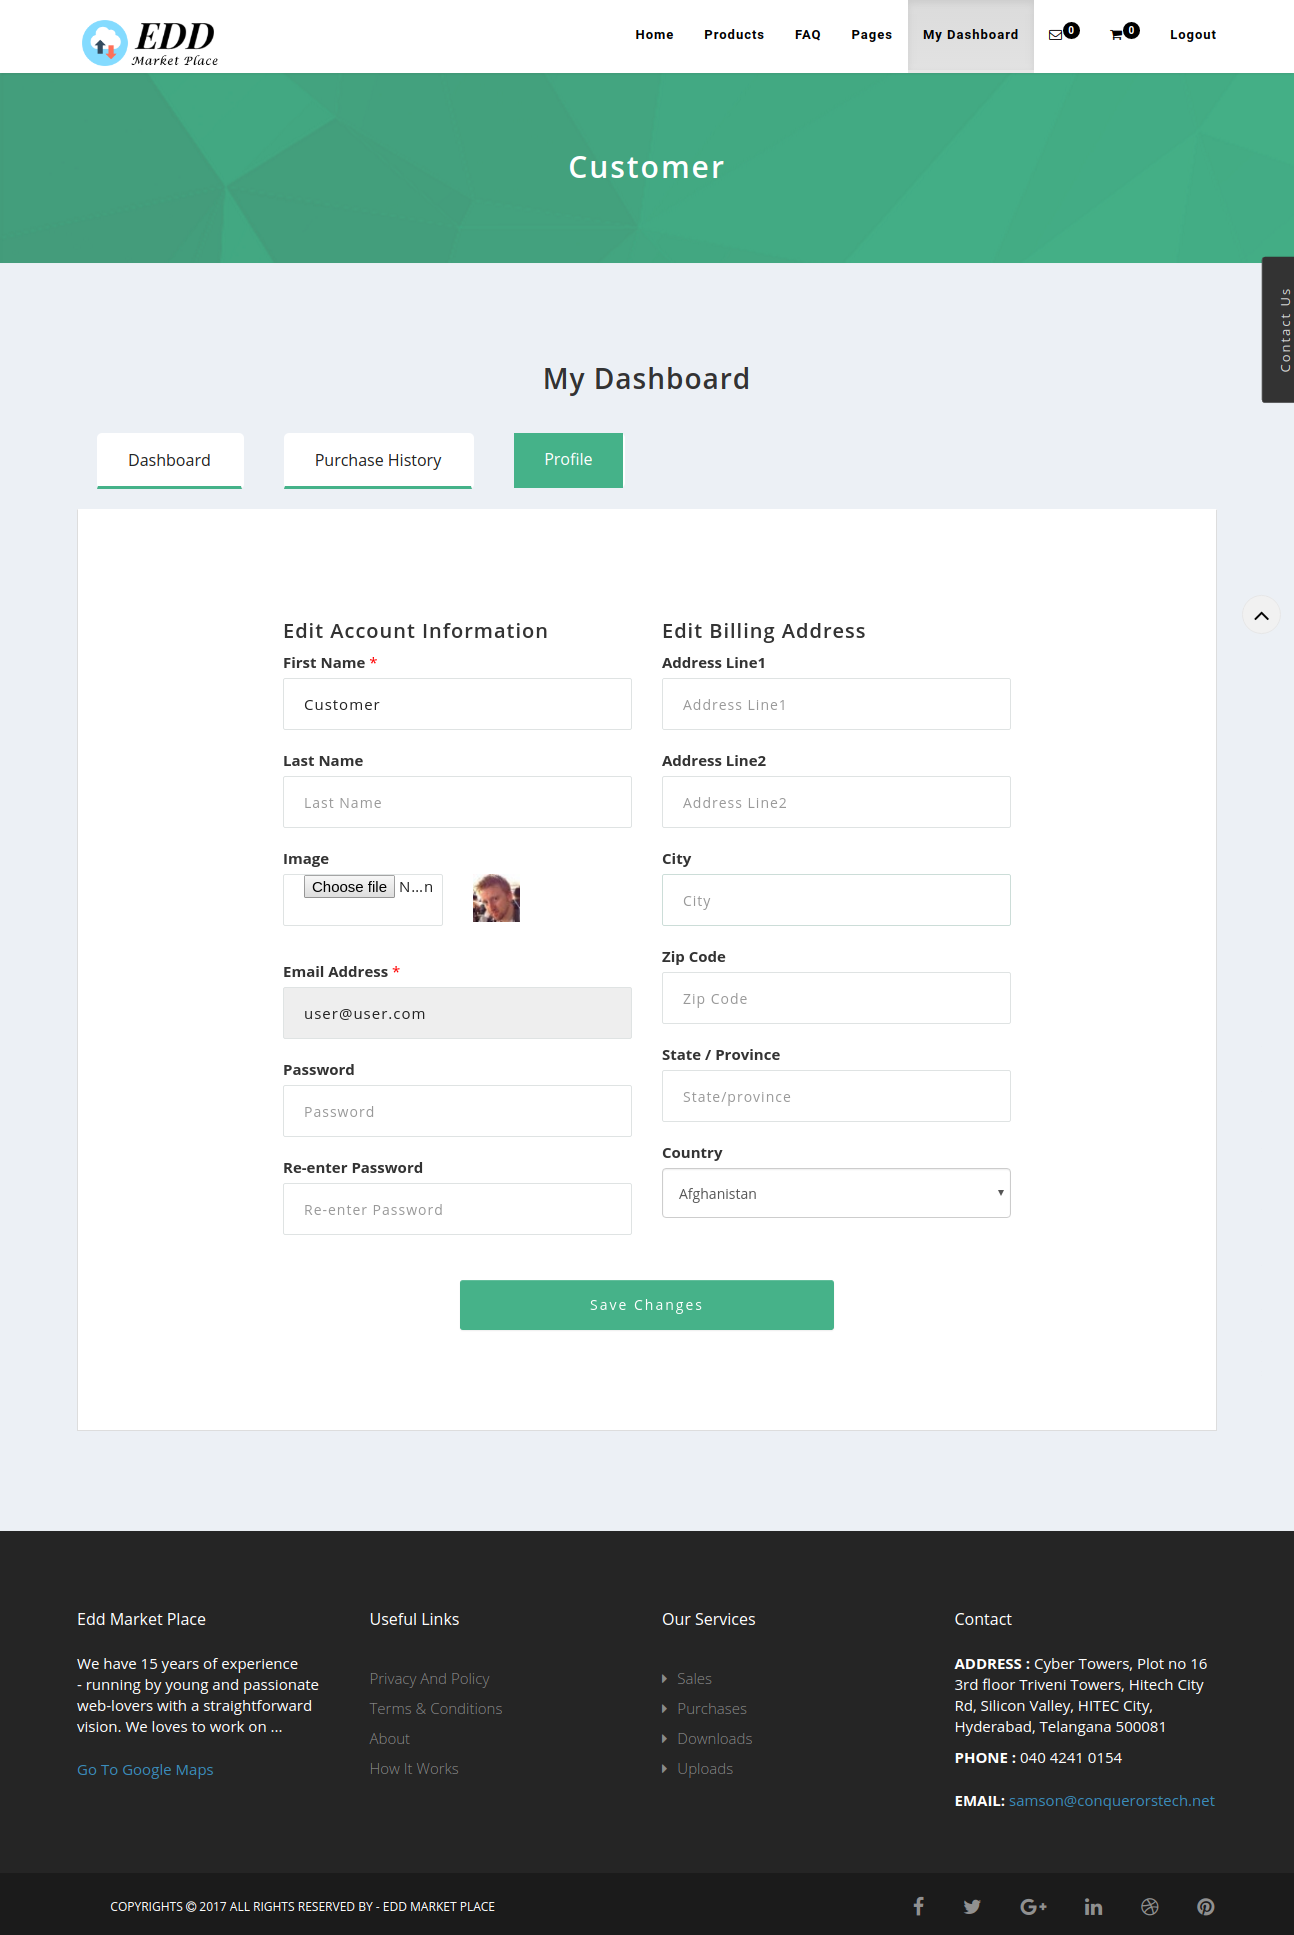 EDD
Market Place
Home Products FAQ Pages My Dashboard 0 0 Logout
Customer
Contact Us
My Dashboard
Dashboard Purchase History Profile
Edit Account Information
First Name *
Customer
Last Name
Last Name
Image
Choose file N...n
Email Address *
user@user.com
Password
Password
Re-enter Password
Re-enter Password
Edit Billing Address
Address Line1
Address Line1
Address Line2
Address Line2
City
City
Zip Code
Zip Code
State / Province
State/province
Country
Afghanistan
Save Changes
Edd Market Place
We have 15 years of experience
- running by young and passionate
web-lovers with a straightforward
vision. We loves to work on ...
Go To Google Maps
Useful Links
Privacy And Policy
Terms & Conditions
About
How It Works
Our Services
Sales
Purchases
Downloads
Uploads
Contact
ADDRESS : Cyber Towers, Plot no 16
3rd floor Triveni Towers, Hitech City
Rd, Silicon Valley, HITEC City,
Hyderabad, Telangana 500081
PHONE : 040 4241 0154
EMAIL: samson@conquerorstech.net
COPYRIGHTS © 2017 ALL RIGHTS RESERVED BY - EDD MARKET PLACE